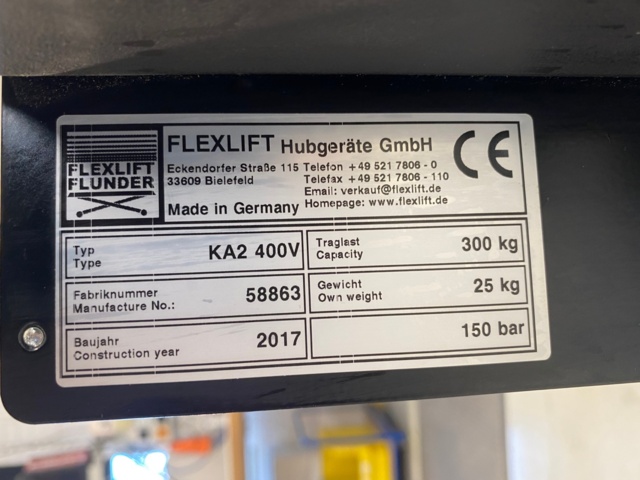 FLEXLIFT
FLUNDER
FLEXLIFT Hubgeräte GmbH
Eckendorfer Straße 115 Telefon +49 521 7806 - 0
33609 Bielefeld Telefax +49 521 7806 - 110
Email: verkauf@flexlift.de
Made in Germany Homepage: www.flexlift.de
CE
Typ
Type
KA2 400V
Traglast
Capacity
300 kg
Fabriknummer
Manufacture No.:
58863
Gewicht
Own weight
25 kg
Baujahr
Construction year
2017
150 bar